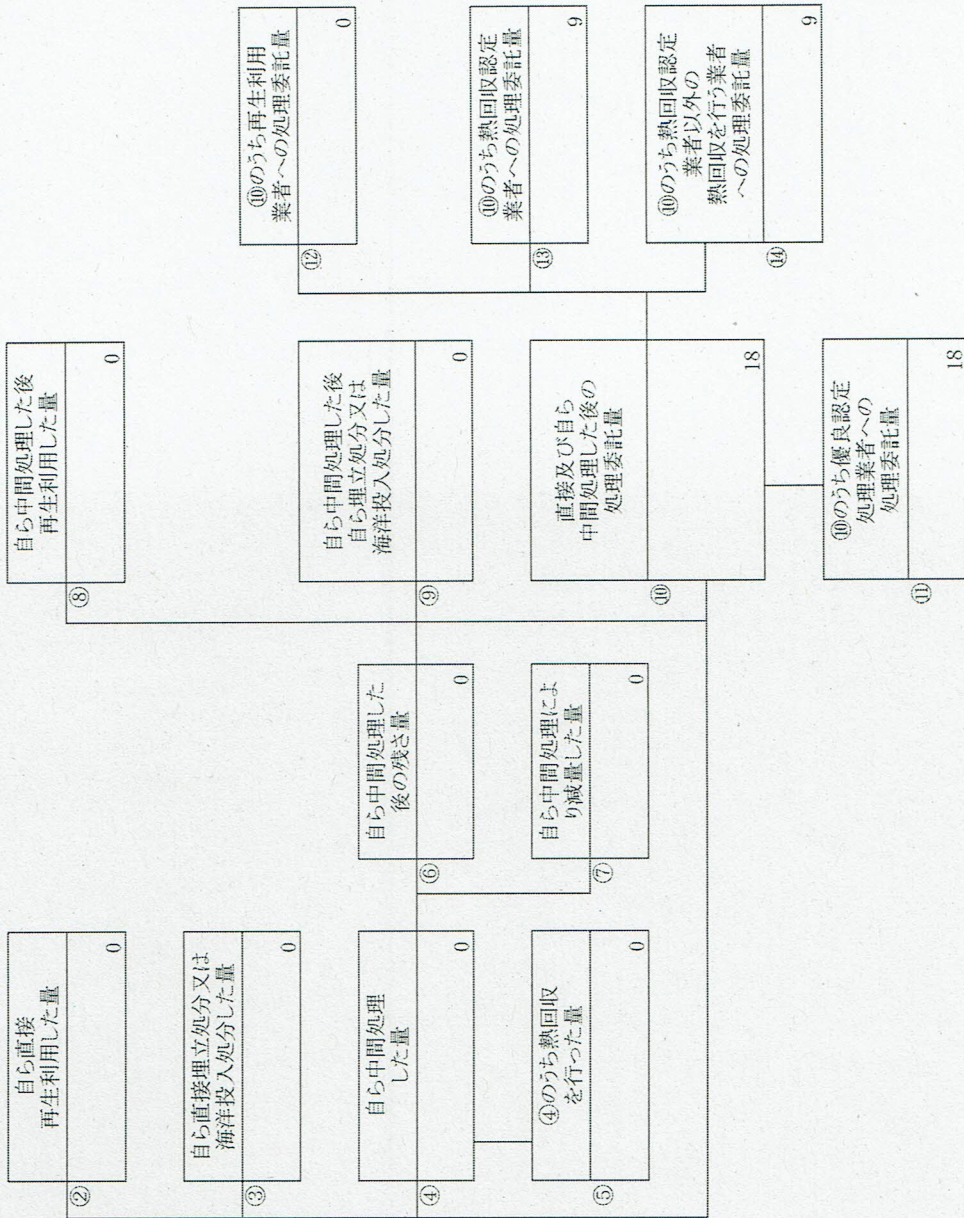 ②
自ら直接
再生利用した量
0
③
自ら直接埋立処分又は
海洋投入処分した量
0
④
自ら中間処理
した量
0
⑤
④のうち熱回収
を行った量
0
⑥
自ら中間処理した
後の残さ量
0
⑦
自ら中間処理によ
り減量した量
0
⑧
自ら中間処理した後
再生利用した量
0
⑨
自ら中間処理した後
自ら埋立処分又は
海洋投入処分した量
0
⑩
直接及び自ら
中間処理した後の
処理委託量
18
⑪
⑩のうち優良認定
処理業者への
処理委託量
18
⑫
⑩のうち再生利用
業者への処理委託量
0
⑬
⑩のうち熱回収認定
業者への処理委託量
9
⑭
⑩のうち熱回収認定
業者以外の
熱回収を行う業者
への処理委託量
9